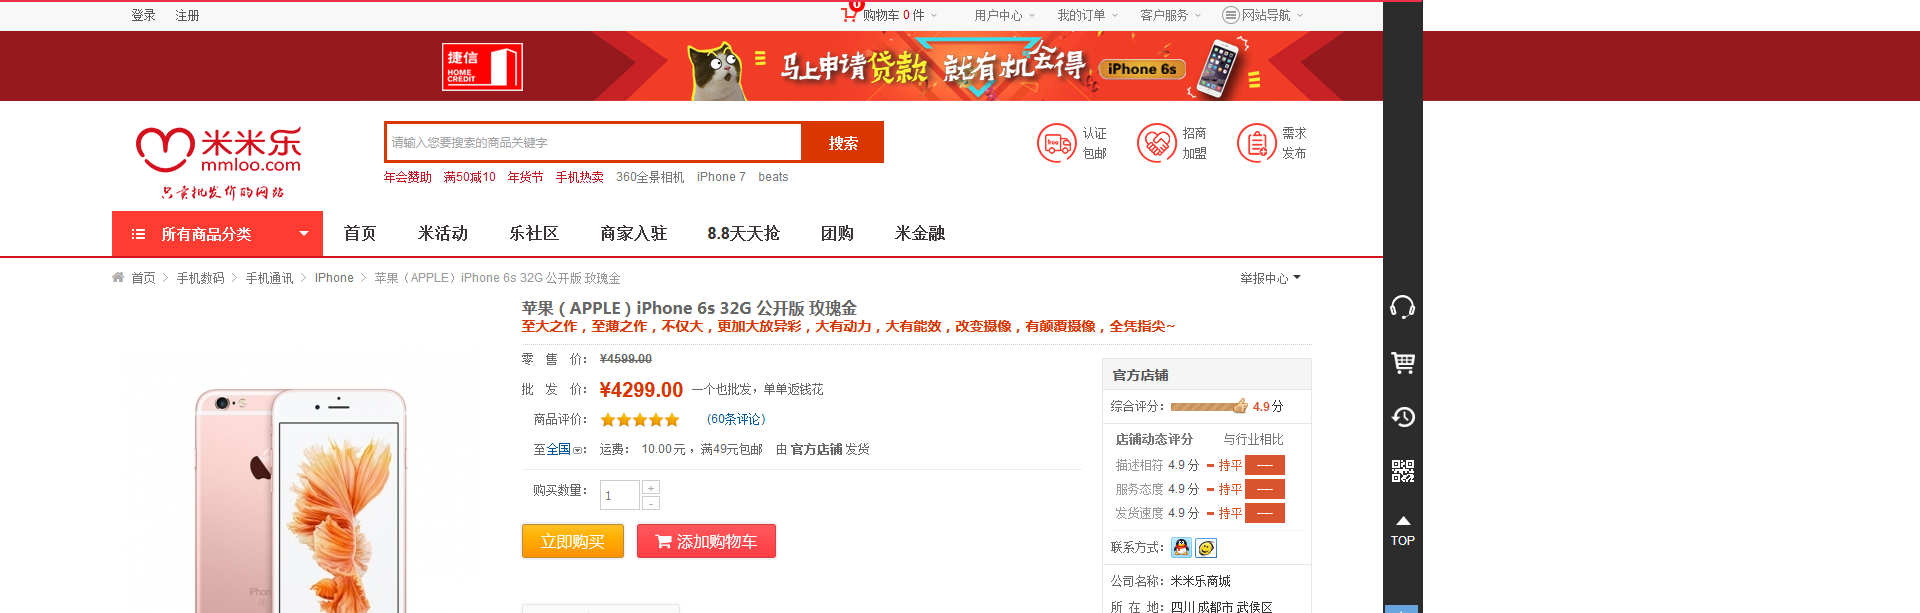 登录 注册
0
购物车 0 件 用户中心 我的订单 客户服务 网站导航
捷信
HOME CREDIT
马上申请贷款 就有机会得 iPhone 6s
米米乐
mmloo.com
只卖批发价的网站
请输入您要搜索的商品关键字 搜索
年会赞助 满50减10 年货节 手机热卖 360全景相机 iPhone 7 beats
free
认证 包邮
招商 加盟
需求 发布
所有商品分类 首页 米活动 乐社区 商家入驻 8.8天天抢 团购 米金融
首页 手机数码 手机通讯 IPhone 苹果（APPLE）iPhone 6s 32G 公开版 玫瑰金 举报中心
苹果（APPLE）iPhone 6s 32G 公开版 玫瑰金
至大之作，至薄之作，不仅大，更加大放异彩，大有动力，大有能效，改变摄像，有颠覆摄像，全凭指尖~
零 售 价： ¥4599.00
批 发 价： ¥4299.00 一个也批发，单单返钱花
商品评价： (60条评论)
至全国： 运费： 10.00元，满49元包邮 由 官方店铺 发货
购买数量： 1 + -
立即购买 添加购物车
iPhon
官方店铺
综合评分： 4.9分
店铺动态评分 与行业相比
描述相符 4.9 分 持平 ----
服务态度 4.9 分 持平 ----
发货速度 4.9 分 持平 ----
联系方式：
公司名称： 米米乐商城
所 在 地： 四川 成都市 武侯区
TOP